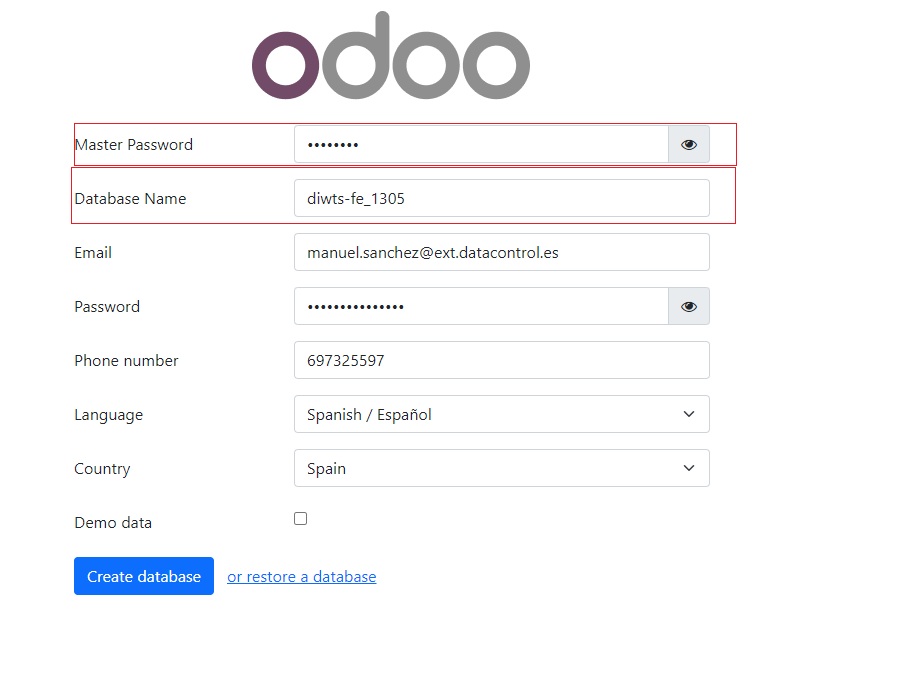 odoo
Master Password ••••••••
Database Name diwts-fe_1305
Email manuel.sanchez@ext.datacontrol.es
Password •••••••••••••••
Phone number 697325597
Language Spanish / Español
Country Spain
Demo data
Create database or restore a database